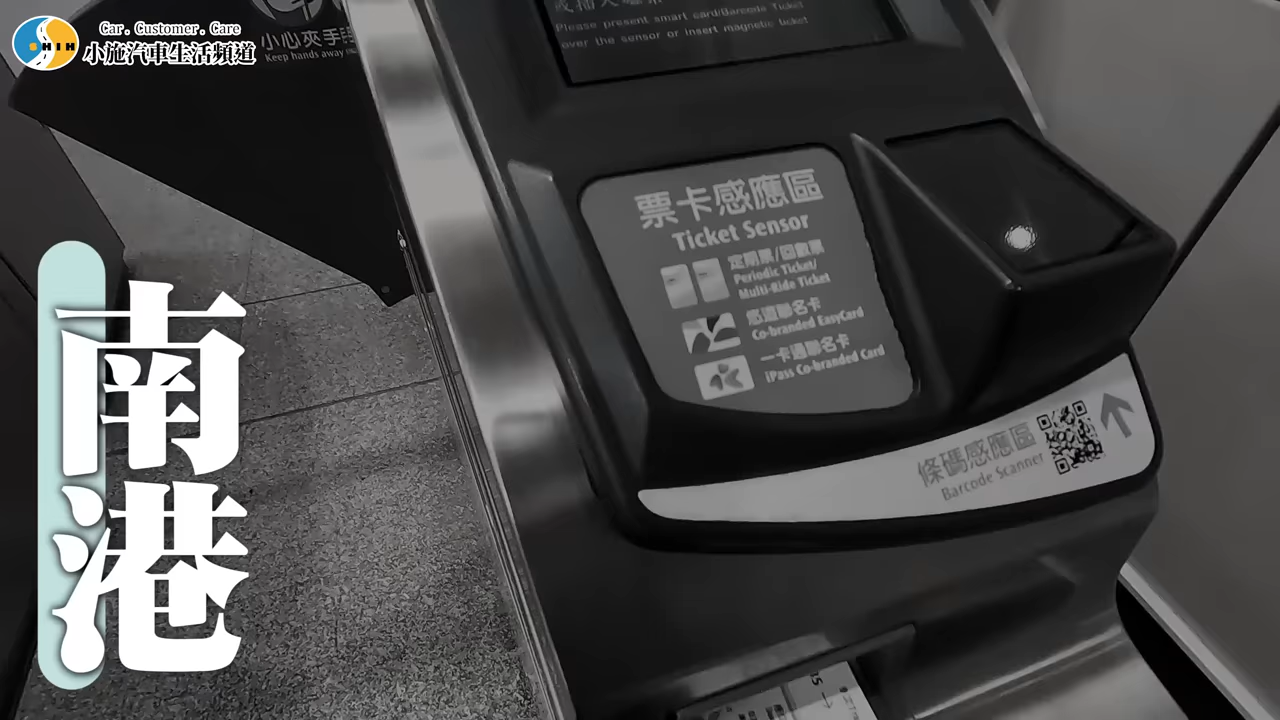 Car . Customer . Care
SHIH
小施汽車生活頻道
小心夾手
Keep hands away
Please present smart card/Barcode Ticket
over the sensor or insert magnetic ticket
票卡感應區
Ticket Sensor
定期票/回數票
Periodic Ticket/
Multi-Ride Ticket
悠遊聯名卡
Co-branded EasyCard
一卡通聯名卡
iPass Co-branded Card
條碼感應區
Barcode Scanner
南港